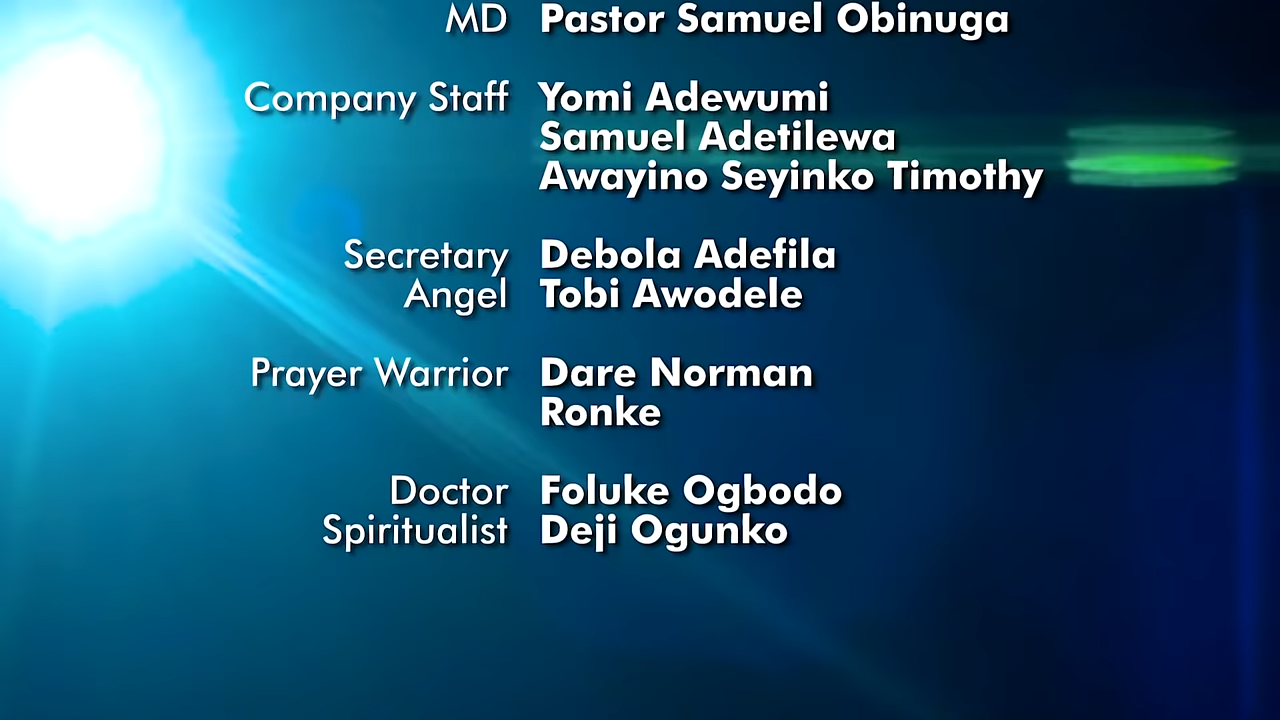 MD Pastor Samuel Obinuga
Company Staff Yomi Adewumi
Samuel Adetilewa
Awayino Seyinko Timothy
Secretary Debola Adefila
Angel Tobi Awodele
Prayer Warrior Dare Norman
Ronke
Doctor Foluke Ogbodo
Spiritualist Deji Ogunko